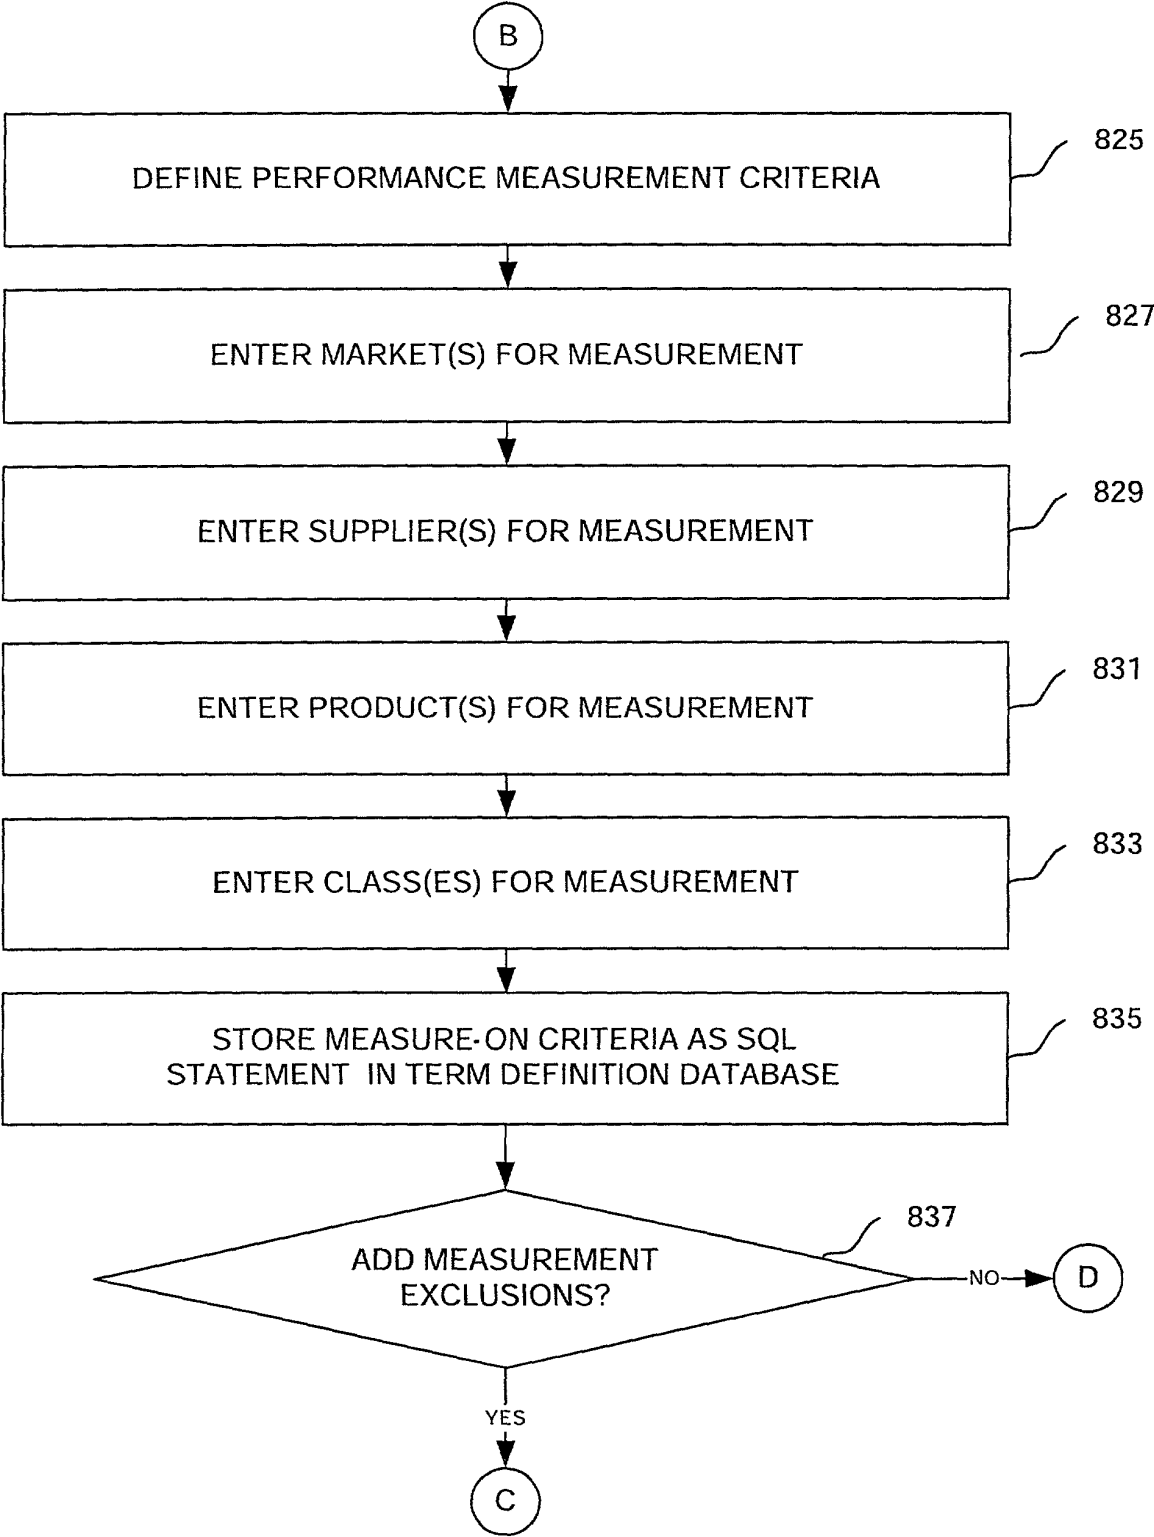 B
DEFINE PERFORMANCE MEASUREMENT CRITERIA
825
ENTER MARKET(S) FOR MEASUREMENT
827
ENTER SUPPLIER(S) FOR MEASUREMENT
829
ENTER PRODUCT(S) FOR MEASUREMENT
831
ENTER CLASS(ES) FOR MEASUREMENT
833
STORE MEASURE-ON CRITERIA AS SQL
STATEMENT IN TERM DEFINITION DATABASE
835
ADD MEASUREMENT
EXCLUSIONS?
837
NO
D
YES
C